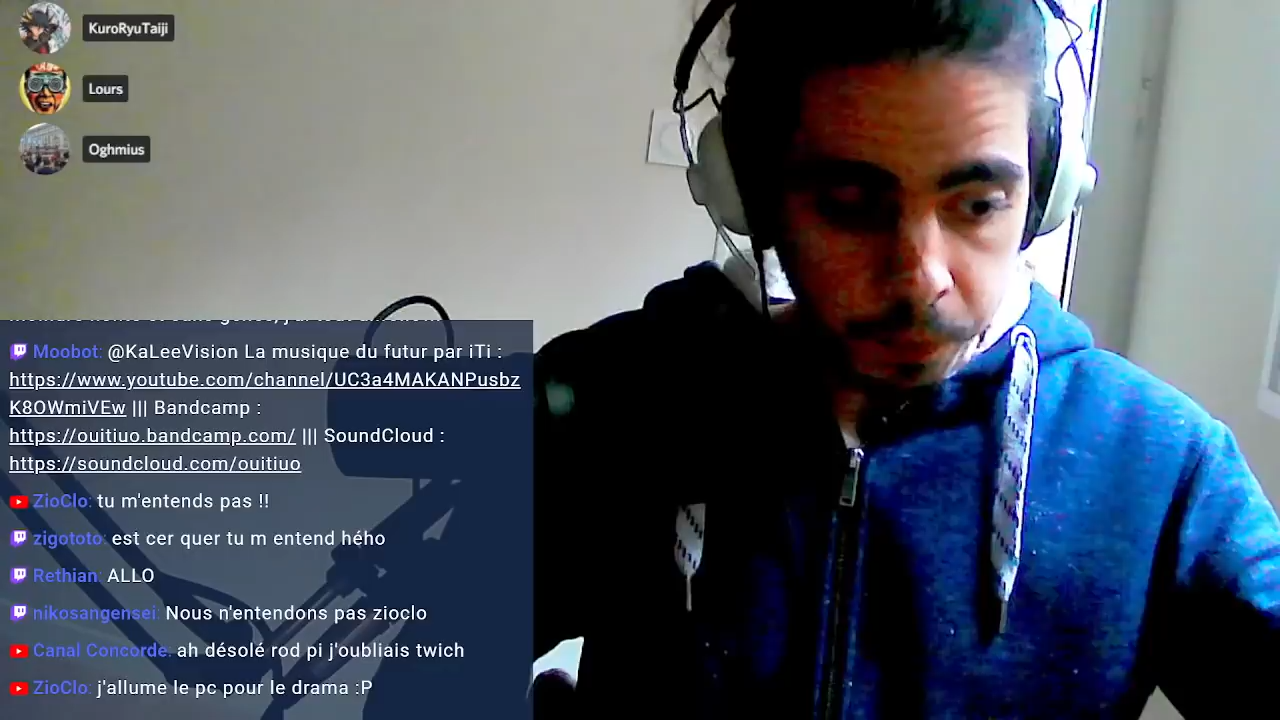 KuroRyuTaiji
Lours
Oghmius
Moobot: @KaLeeVision La musique du futur par iTi :
https://www.youtube.com/channel/UC3a4MAKANPusbz
K8OWmiVEw ||| Bandcamp :
https://ouitiuo.bandcamp.com/ ||| SoundCloud :
https://soundcloud.com/ouitiuo
ZioClo: tu m'entends pas !!
zigototo: est cer quer tu m entend hého
Rethian: ALLO
nikosangensei: Nous n'entendons pas zioclo
Canal Concorde: ah désolé rod pi j'oubliais twich
ZioClo: j'allume le pc pour le drama :P